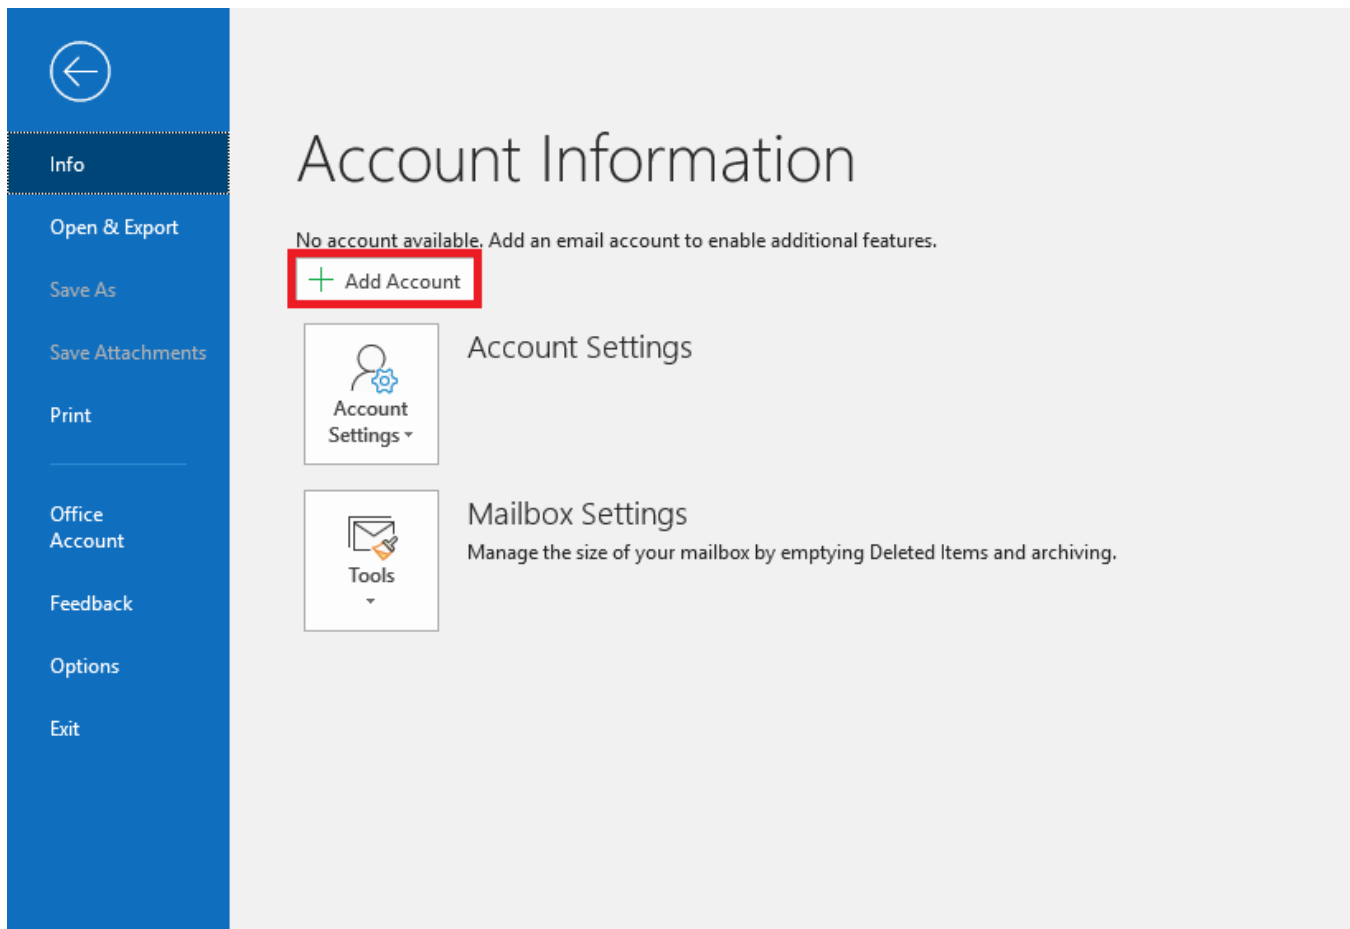 Info
Open & Export
Save As
Save Attachments
Print
Office
Account
Feedback
Options
Exit
Account Information
No account available. Add an email account to enable additional features.
Add Account
Account
Settings
Account Settings
Tools
Mailbox Settings
Manage the size of your mailbox by emptying Deleted Items and archiving.